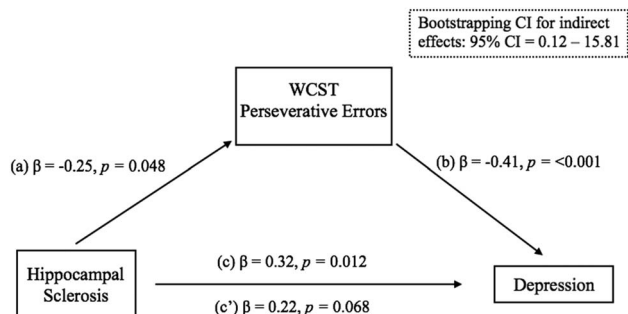 Bootstrapping CI for indirect
effects: 95% CI = 0.12 – 15.81
WCST
Perseverative Errors
(a) β = -0.25, p = 0.048
(b) β = -0.41, p = <0.001
Hippocampal
Sclerosis
(c) β = 0.32, p = 0.012
(c’) β = 0.22, p = 0.068
Depression